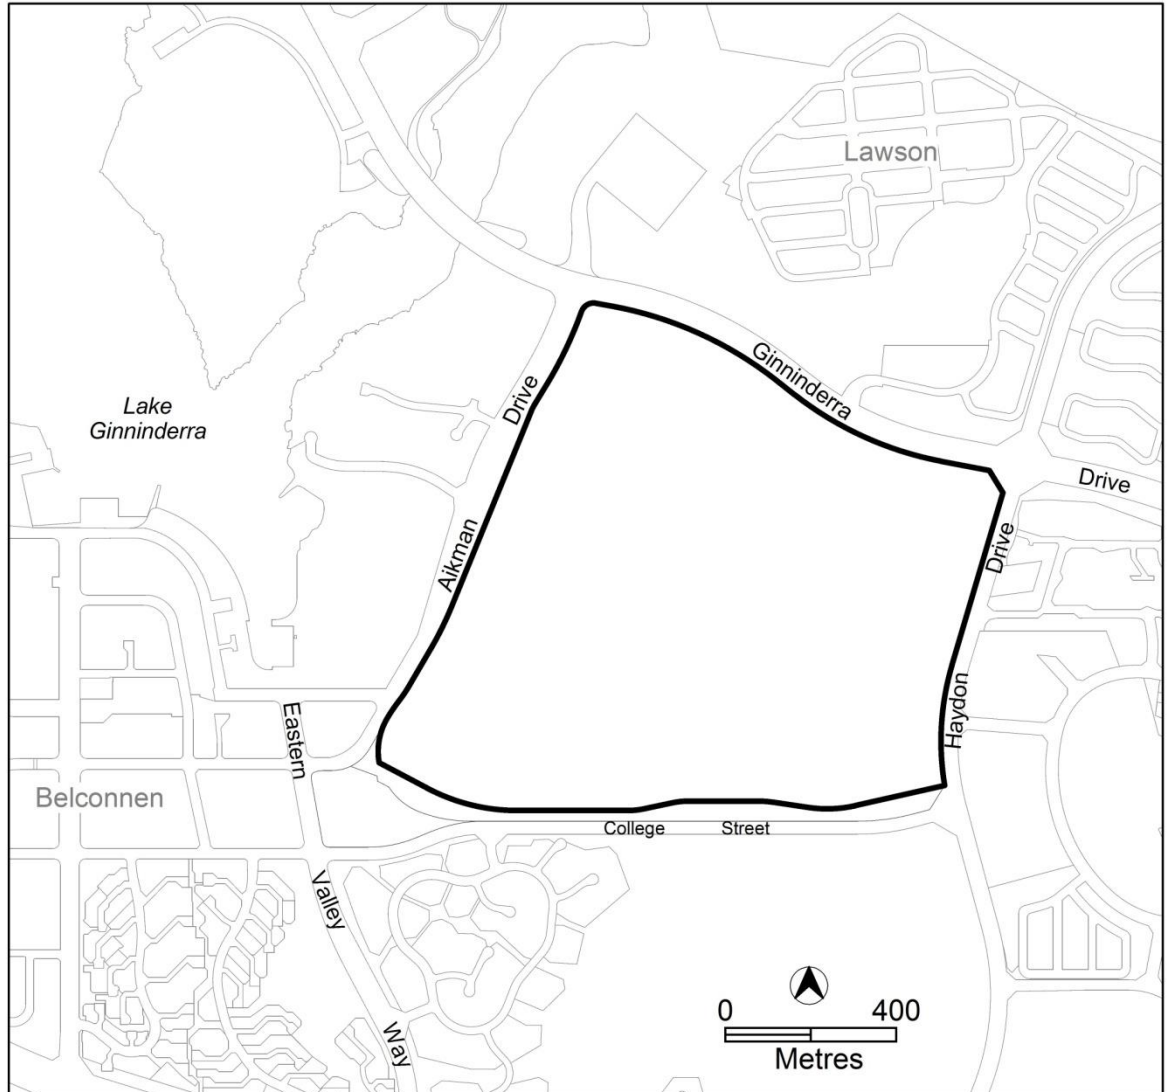 Lawson
Ginninderra
Drive
Lake
Ginninderra
Drive
Aikman
Drive
Haydon
Eastern
Belconnen
College Street
Valley
Way
0 400
Metres